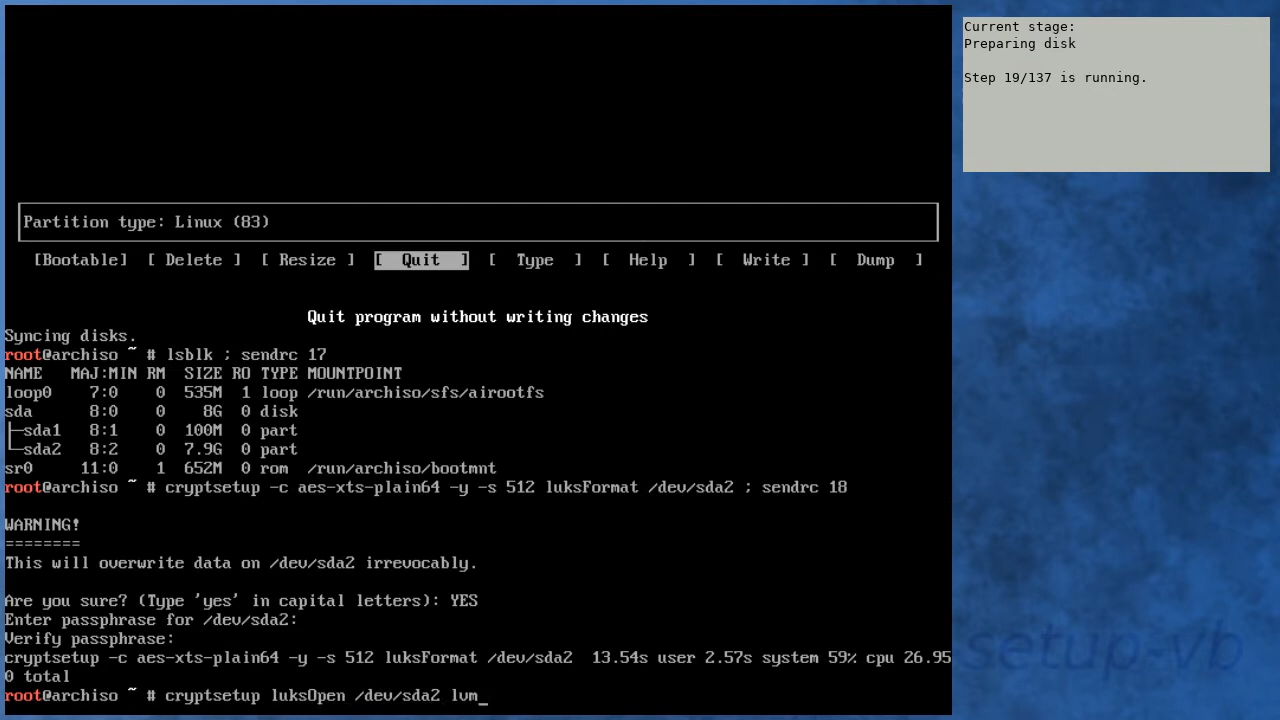 Partition type: Linux (83)
[Bootable] [ Delete ] [ Resize ] [ Quit ] [ Type ] [ Help ] [ Write ] [ Dump ]
Quit program without writing changes
Syncing disks.
root@archiso ~ # lsblk ; sendrc 17
NAME MAJ:MIN RM SIZE RO TYPE MOUNTPOINT
loop0 7:0 0 535M 1 loop /run/archiso/sfs/airootfs
sda 8:0 0 8G 0 disk
├─sda1 8:1 0 100M 0 part
└─sda2 8:2 0 7.9G 0 part
sr0 11:0 1 652M 0 rom /run/archiso/bootmnt
root@archiso ~ # cryptsetup -c aes-xts-plain64 -y -s 512 luksFormat /dev/sda2 ; sendrc 18
WARNING!
========
This will overwrite data on /dev/sda2 irrevocably.
Are you sure? (Type 'yes' in capital letters): YES
Enter passphrase for /dev/sda2:
Verify passphrase:
cryptsetup -c aes-xts-plain64 -y -s 512 luksFormat /dev/sda2 13.54s user 2.57s system 59% cpu 26.95
0 total
root@archiso ~ # cryptsetup luksOpen /dev/sda2 lvm_
Current stage:
Preparing disk
Step 19/137 is running.
setup-vb